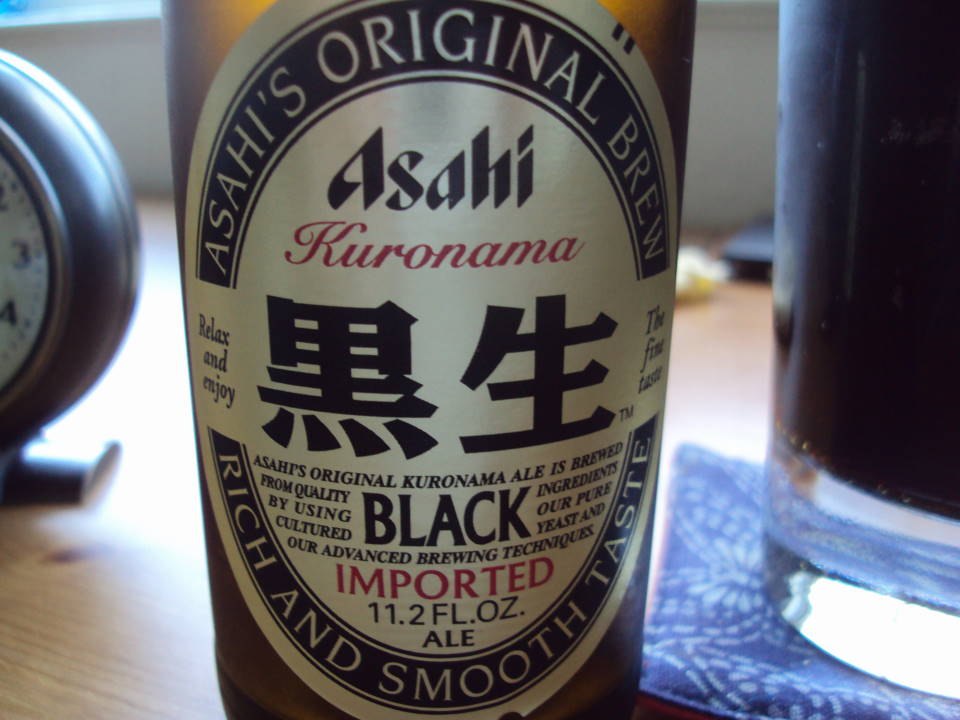 ASAHI'S ORIGINAL BREW
Asahi
Kuronama
黒生
TM
Relax
and
enjoy
The
fine
taste
ASAHI'S ORIGINAL KURONAMA ALE IS BREWED
FROM QUALITY INGREDIENTS
BY USING OUR PURE
CULTURED YEAST AND
BLACK
OUR ADVANCED BREWING TECHNIQUES.
IMPORTED
11.2 FL.OZ.
ALE
RICH AND SMOOTH TASTE
3
4